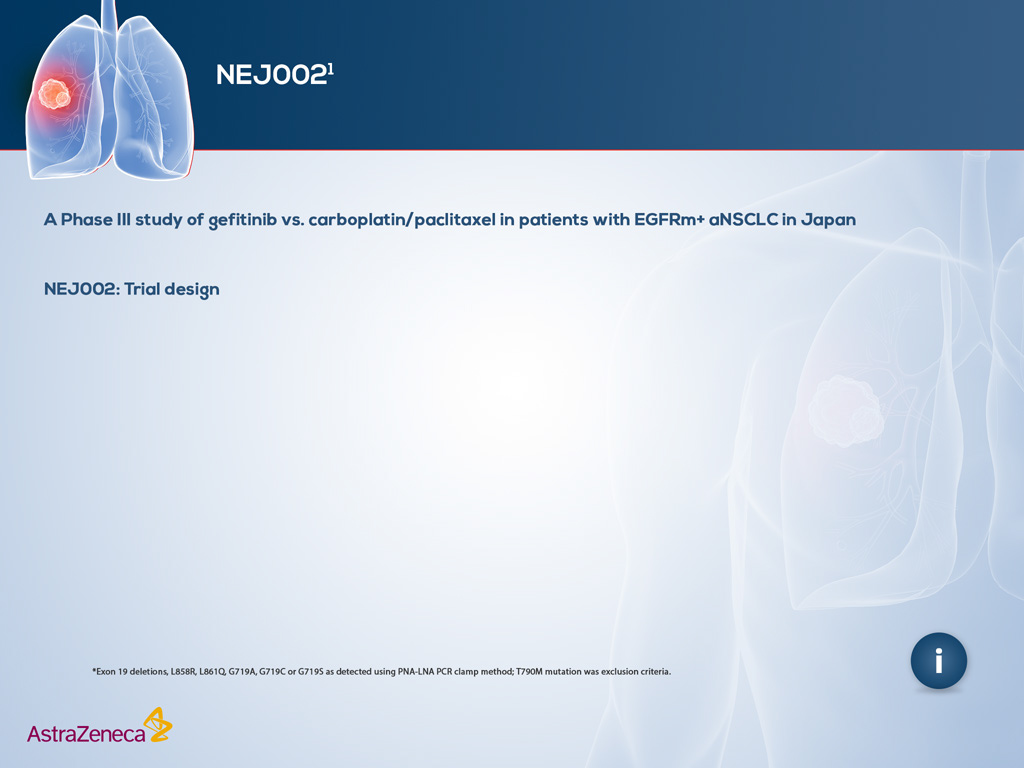 NEJ002¹
A Phase III study of gefitinib vs. carboplatin/paclitaxel in patients with EGFRm+ aNSCLC in Japan
NEJ002: Trial design
*Exon 19 deletions, L858R, L861Q, G719A, G719C or G719S as detected using PNA-LNA PCR clamp method; T790M mutation was exclusion criteria.
i
AstraZeneca